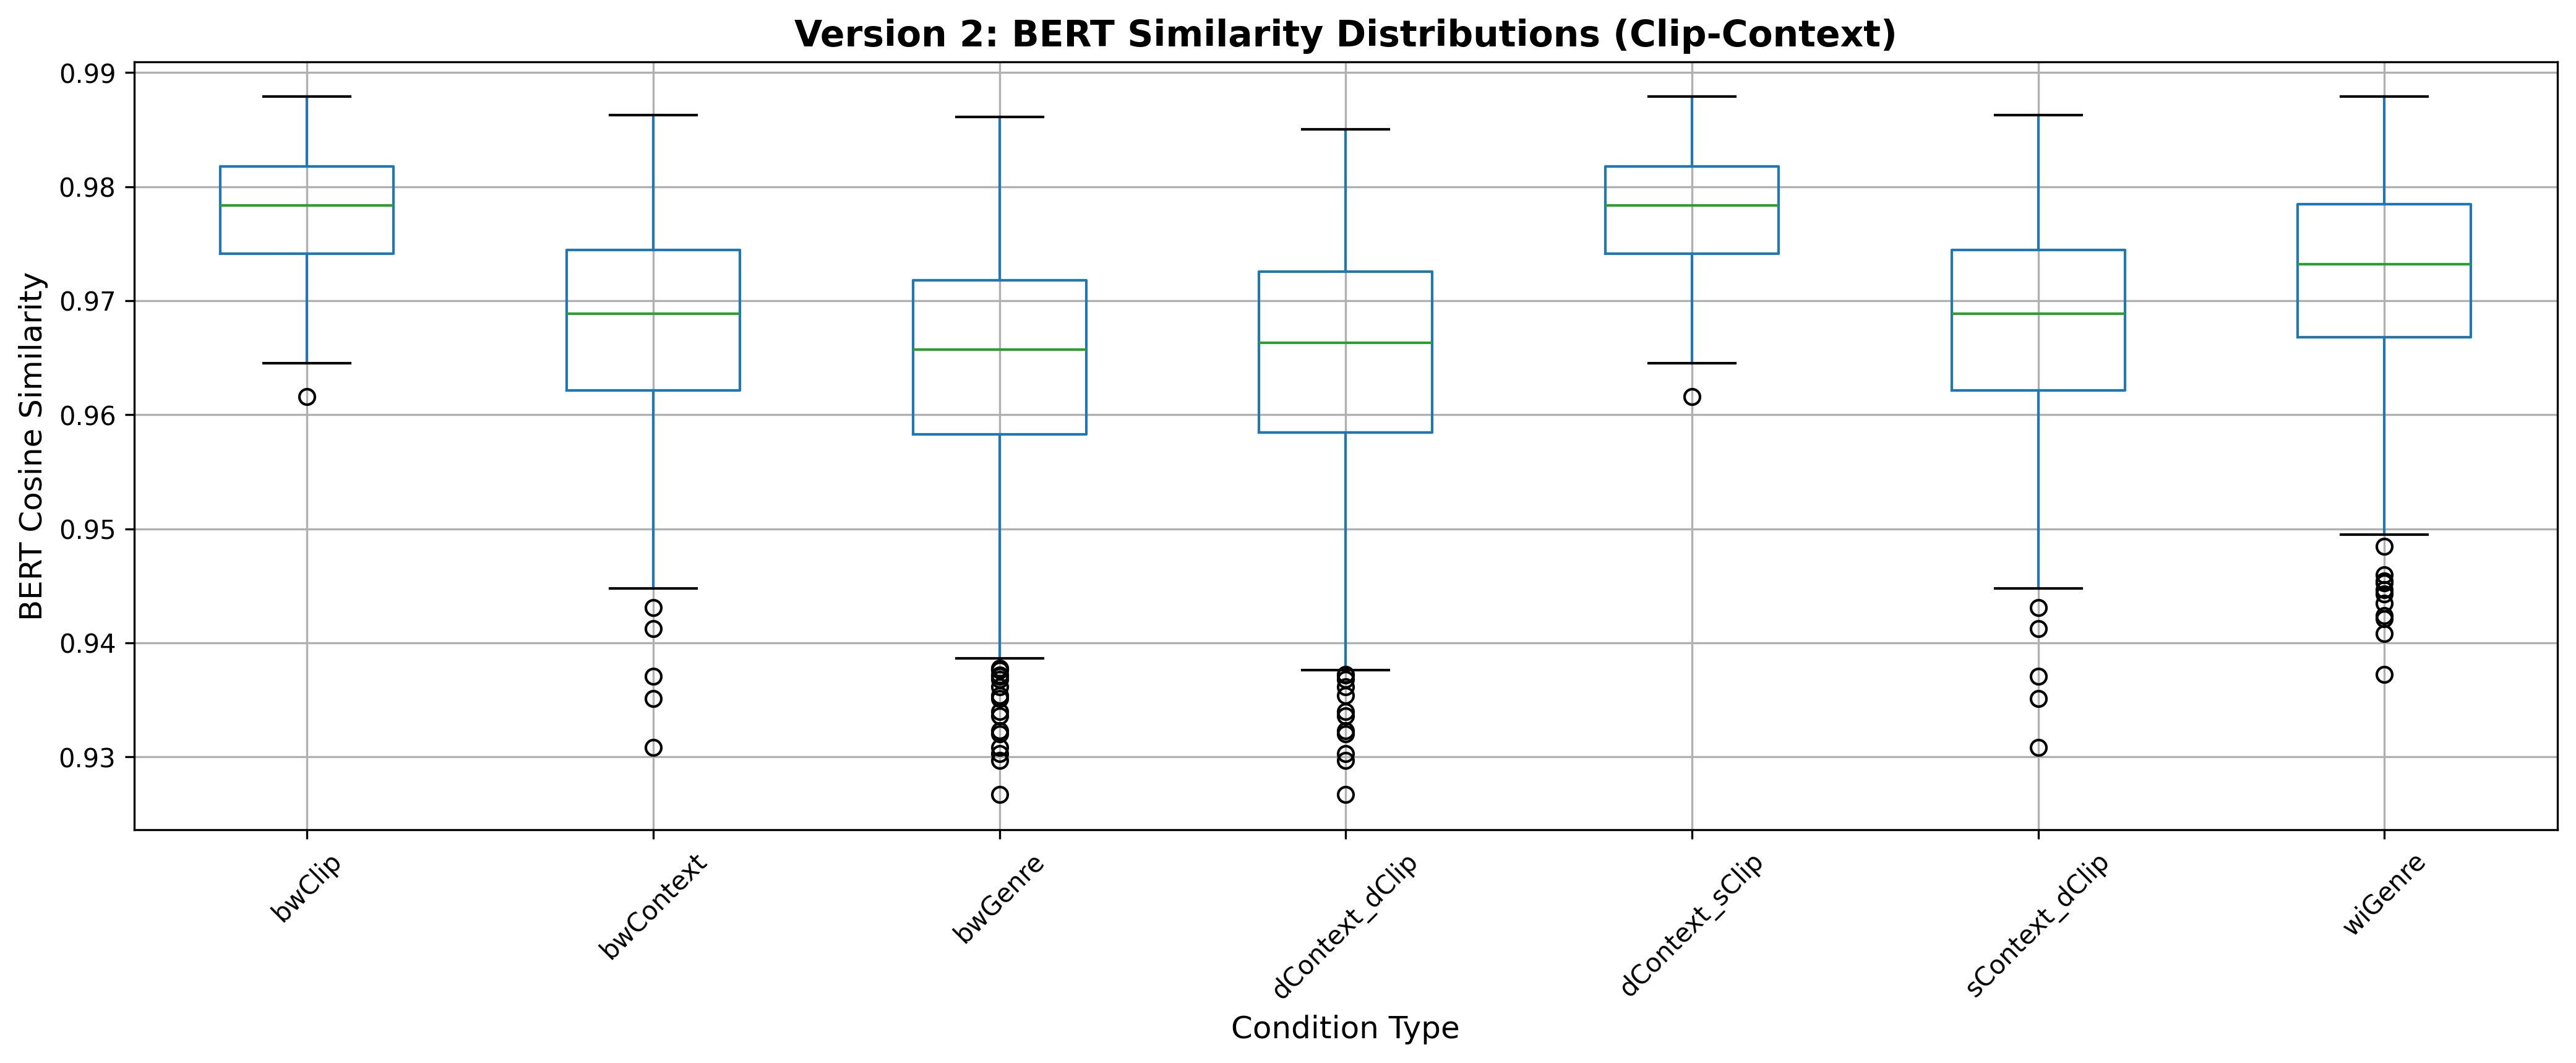 Version 2: BERT Similarity Distributions (Clip-Context)
BERT Cosine Similarity
0.99
0.98
0.97
0.96
0.95
0.94
0.93
bwClip
bwContext
bwGenre
dContext_dClip
dContext_sClip
sContext_dClip
wiGenre
Condition Type